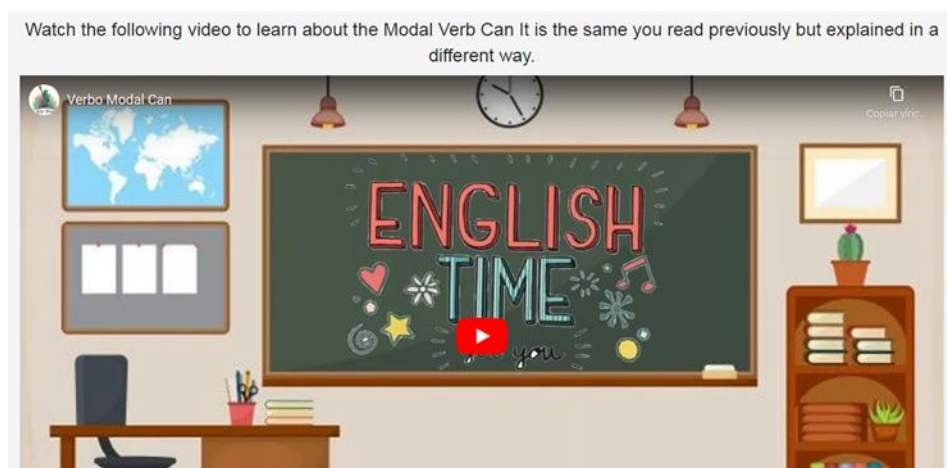 Watch the following video to learn about the Modal Verb Can It is the same you read previously but explained in a
different way.
Verbo Modal Can
Copiar vínc...
ENGLISH
TIME
you